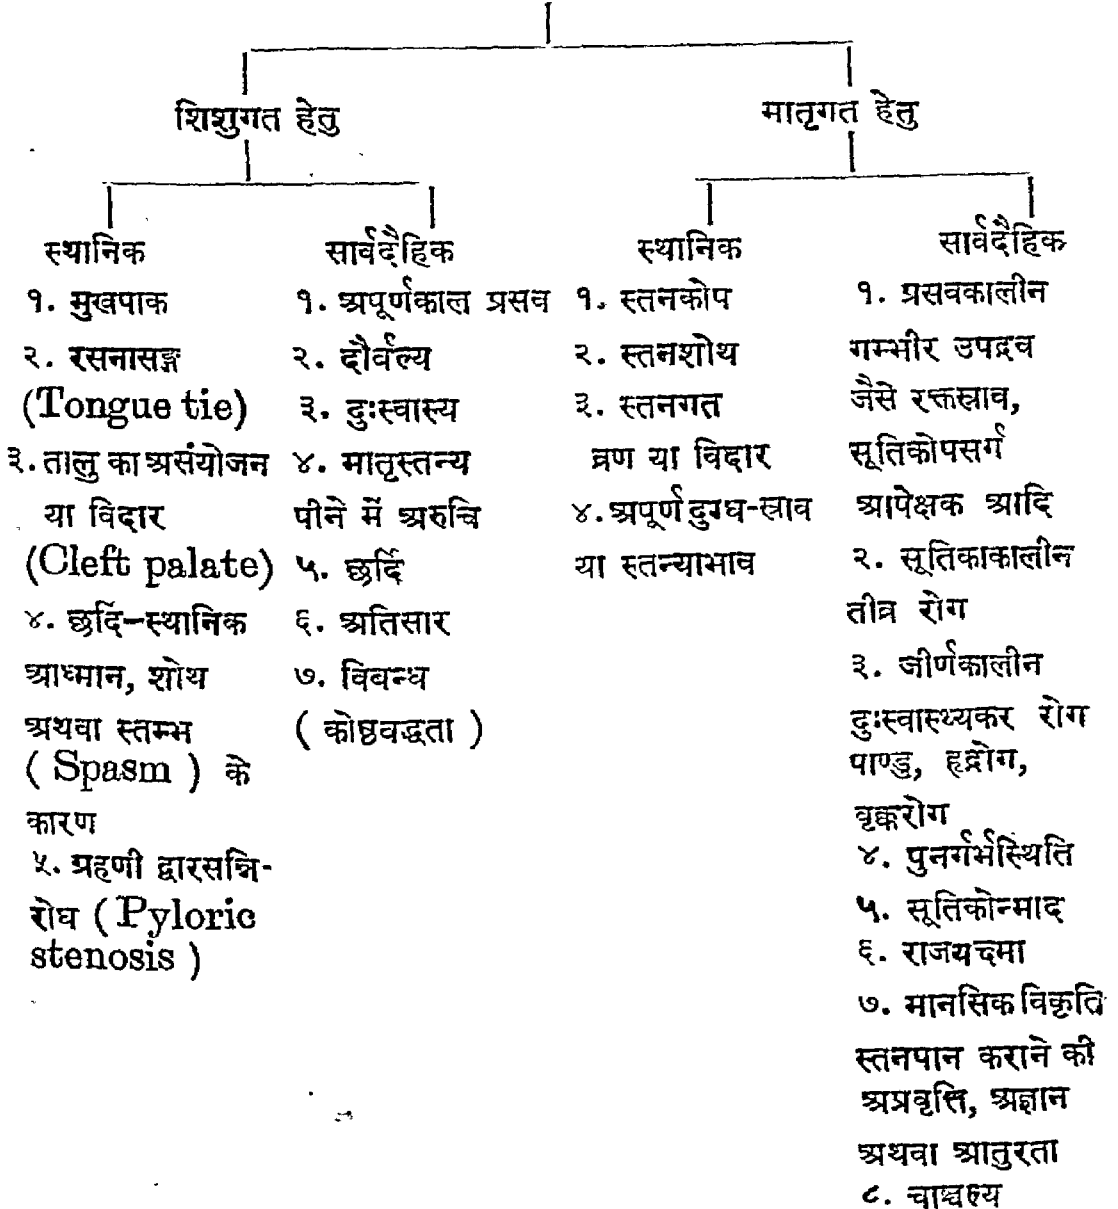 शिशुगत हेतु
मातृगत हेतु
स्थानिक
१. मुखपाक
२. रसनासङ्ग
(Tongue tie)
३. तालु का असंयोजन
या विदार
(Cleft palate)
४. छर्दि-स्थानिक
आध्मान, शोथ
अथवा स्तम्भ
( Spasm ) के
कारण
५. ग्रहणी द्वारसन्नि-
रोध ( Pyloric
stenosis )
सार्वदैहिक
१. अपूर्णकाल प्रसव
२. दौर्वल्य
३. दुःस्वास्य
४. मातृस्तन्य
पीने में अरुचि
५. छर्दि
६. अतिसार
७. विबन्ध
( कोष्ठवद्धता )
स्थानिक
१. स्तनकोप
२. स्तनशोथ
३. स्तनगत
व्रण या विदार
४. अपूर्ण दुग्ध-स्राव
या स्तन्याभाव
सार्वदैहिक
१. प्रसवकालीन
गम्भीर उपद्रव
जैसे रक्तस्राव,
सूतिकोपसर्ग
आपेक्षक आदि
२. सूतिकाकालीन
तीव्र रोग
३. जीर्णकालीन
दुःस्वास्थ्यकर रोग
पाण्डु, हृद्रोग,
वृक्करोग
४. पुनर्गर्भस्थिति
५. सूतिकोन्माद
६. राजयक्ष्मा
७. मानसिक विकृति
स्तनपान कराने की
अप्रवृत्ति, अज्ञान
अथवा आतुरता
८. चाञ्चल्य